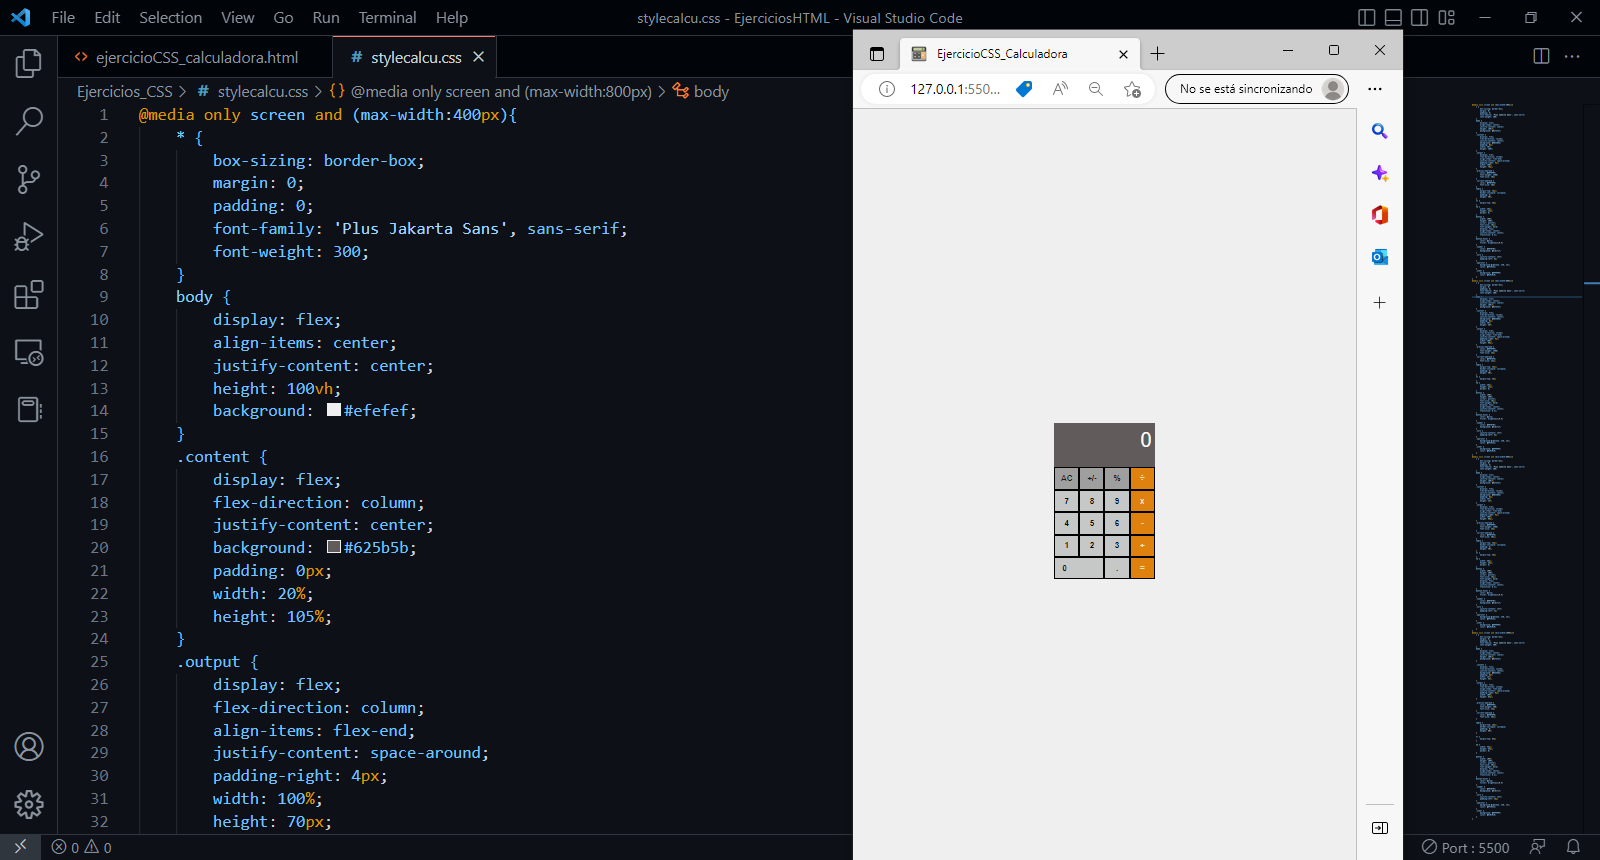 File Edit Selection View Go Run Terminal Help
stylecalcu.css - EjerciciosHTML - Visual Studio Code
<> ejercicioCSS_calculadora.html
# stylecalcu.css
Ejercicios_CSS > # stylecalcu.css > {} @media only screen and (max-width:800px) > body
1 @media only screen and (max-width:400px){
2 * {
3 box-sizing: border-box;
4 margin: 0;
5 padding: 0;
6 font-family: 'Plus Jakarta Sans', sans-serif;
7 font-weight: 300;
8 }
9 body {
10 display: flex;
11 align-items: center;
12 justify-content: center;
13 height: 100vh;
14 background: #efefef;
15 }
16 .content {
17 display: flex;
18 flex-direction: column;
19 justify-content: center;
20 background: #625b5b;
21 padding: 0px;
22 width: 20%;
23 height: 105%;
24 }
25 .output {
26 display: flex;
27 flex-direction: column;
28 align-items: flex-end;
29 justify-content: space-around;
30 padding-right: 4px;
31 width: 100%;
32 height: 70px;
EjercicioCSS_Calculadora
127.0.0.1:550...
No se está sincronizando
0
AC +/- % ÷
7 8 9 x
4 5 6 -
1 2 3 +
0 . =
0 0
Port : 5500